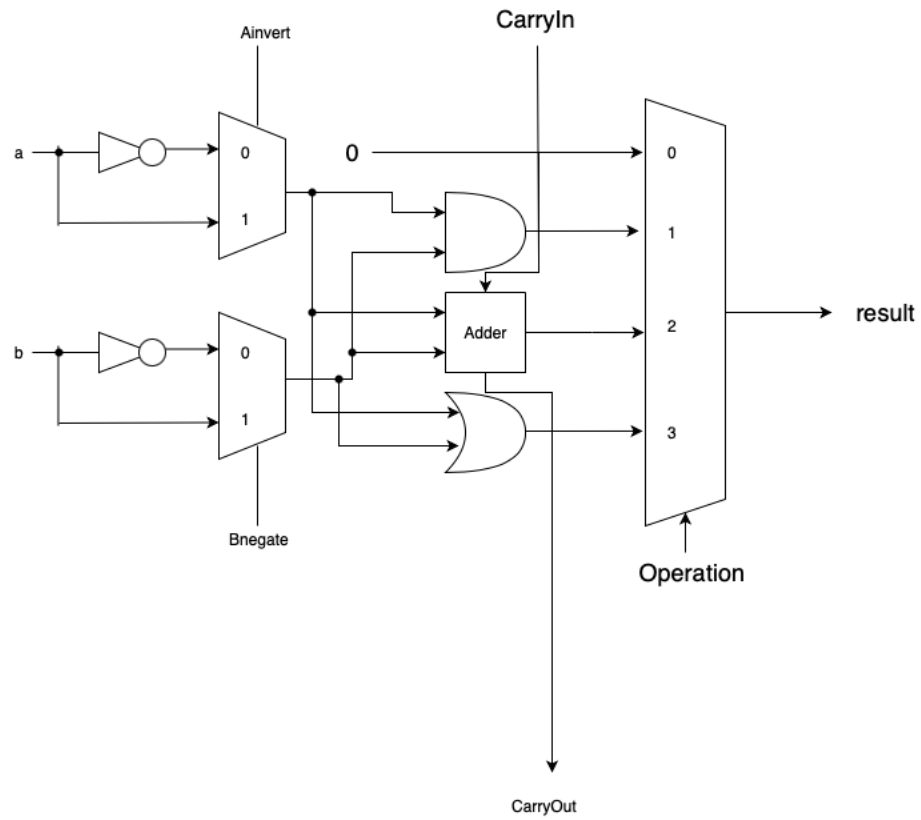 Ainvert
CarryIn
a
0
1
0
0
1
Adder
2
result
b
0
1
3
Bnegate
Operation
CarryOut